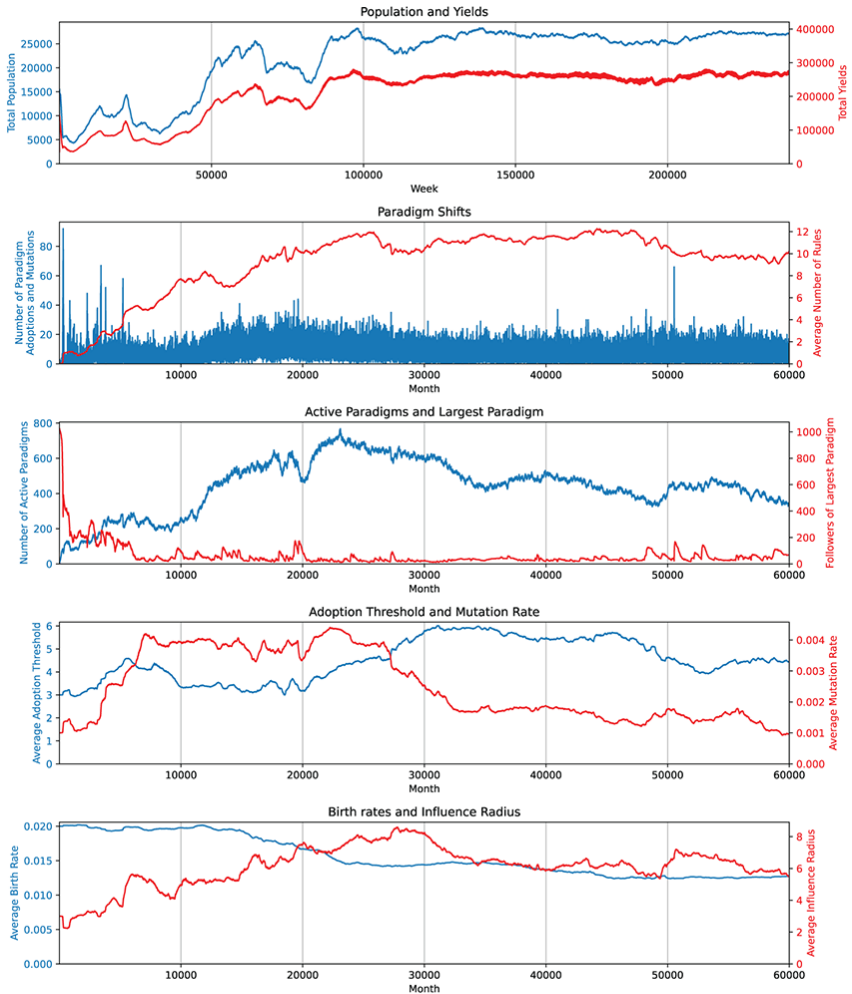 Population and Yields
Total Population
25000
20000
15000
10000
5000
0
400000
300000
200000
100000
0
Total Yields
50000 100000 150000 200000
Week
Paradigm Shifts
Number of Paradigm
Adoptions and Mutations
80
60
40
20
0
12
10
8
6
4
2
0
Average Number of Rules
10000 20000 30000 40000 50000 60000
Month
Active Paradigms and Largest Paradigm
Number of Active Paradigms
800
600
400
200
0
1000
800
600
400
200
0
Followers of Largest Paradigm
10000 20000 30000 40000 50000 60000
Month
Adoption Threshold and Mutation Rate
Average Adoption Threshold
6
5
4
3
2
1
0
0.004
0.003
0.002
0.001
0.000
Average Mutation Rate
10000 20000 30000 40000 50000 60000
Month
Birth rates and Influence Radius
Average Birth Rate
0.020
0.015
0.010
0.005
0.000
8
6
4
2
0
Average Influence Radius
10000 20000 30000 40000 50000 60000
Month